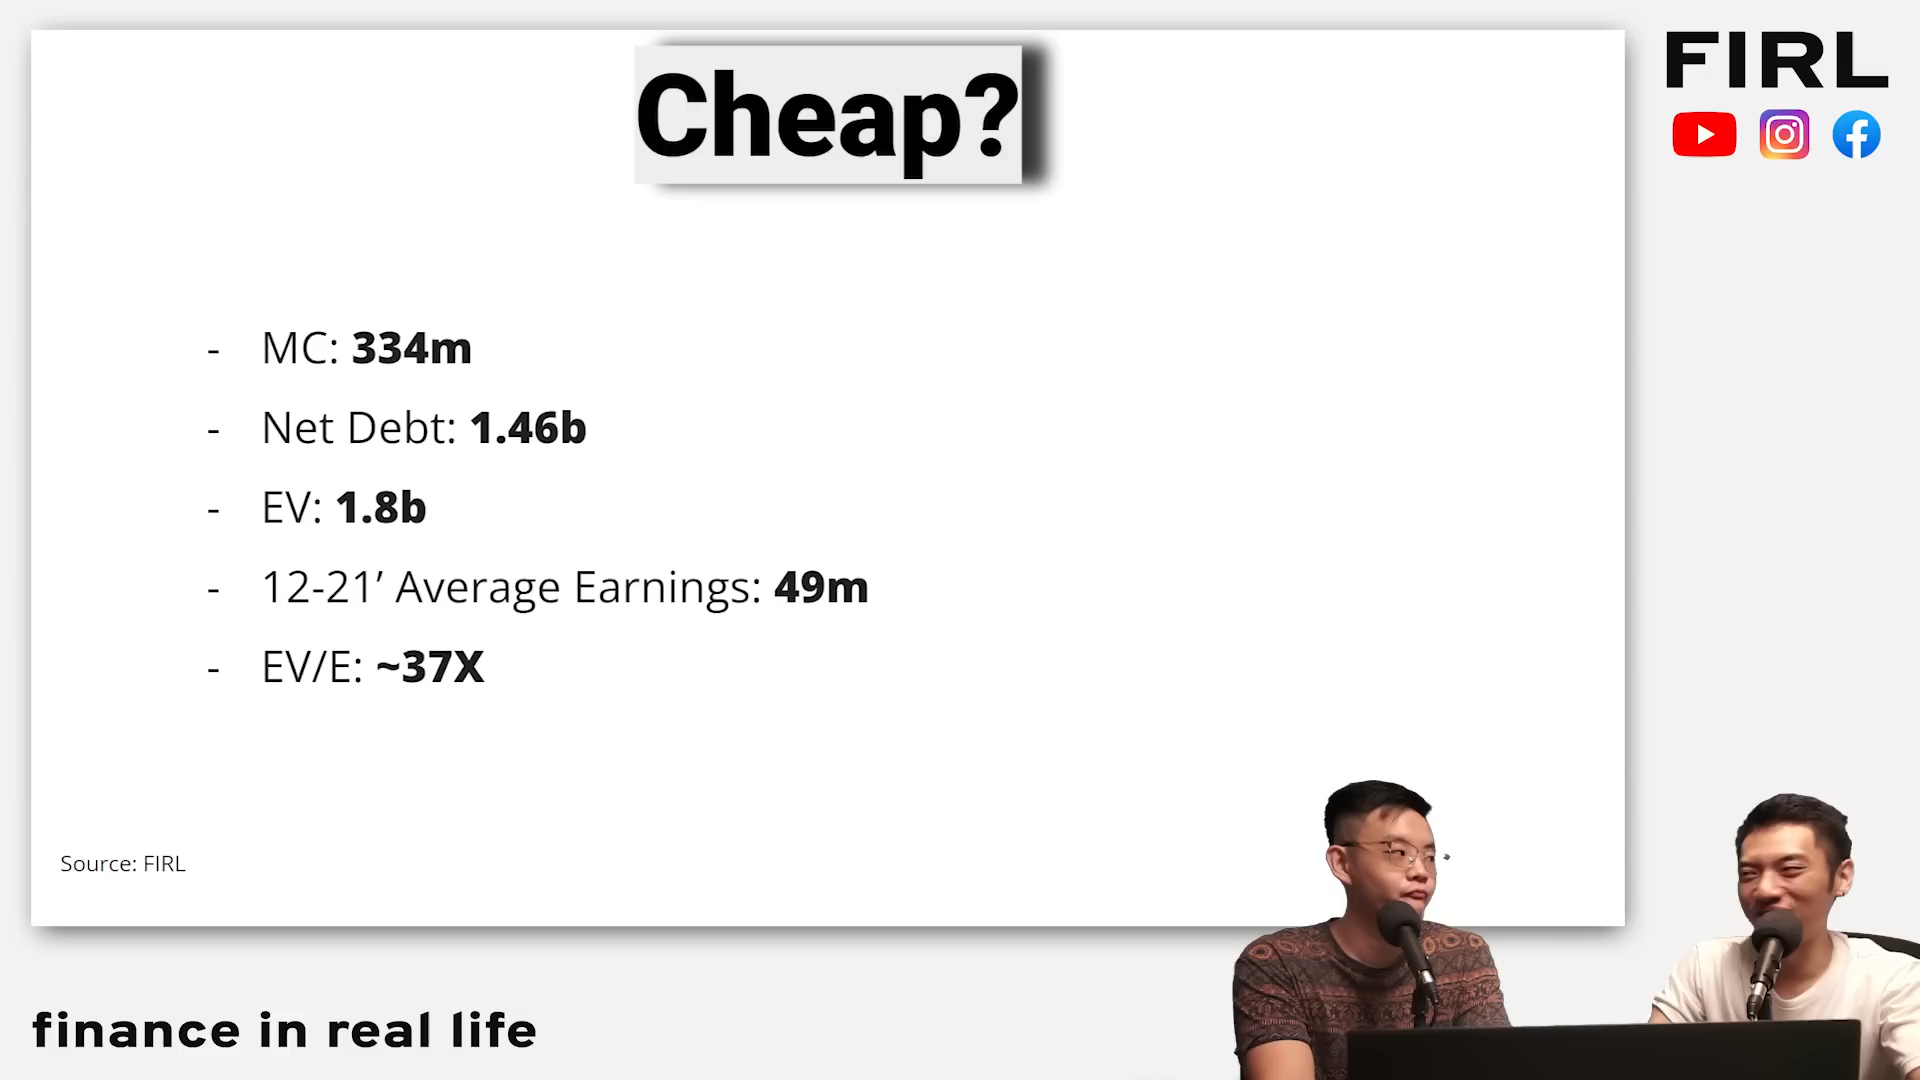 Cheap?
FIRL
- MC: 334m
- Net Debt: 1.46b
- EV: 1.8b
- 12-21’ Average Earnings: 49m
- EV/E: ~37X
Source: FIRL
finance in real life